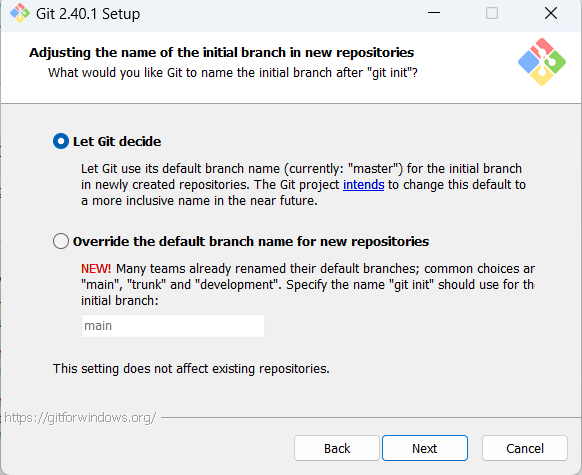 Git 2.40.1 Setup
Adjusting the name of the initial branch in new repositories
What would you like Git to name the initial branch after "git init"?
Let Git decide
Let Git use its default branch name (currently: "master") for the initial branch
in newly created repositories. The Git project intends to change this default to
a more inclusive name in the near future.
Override the default branch name for new repositories
NEW! Many teams already renamed their default branches; common choices ar
"main", "trunk" and "development". Specify the name "git init" should use for the
initial branch:
main
This setting does not affect existing repositories.
https://gitforwindows.org/
Back
Next
Cancel